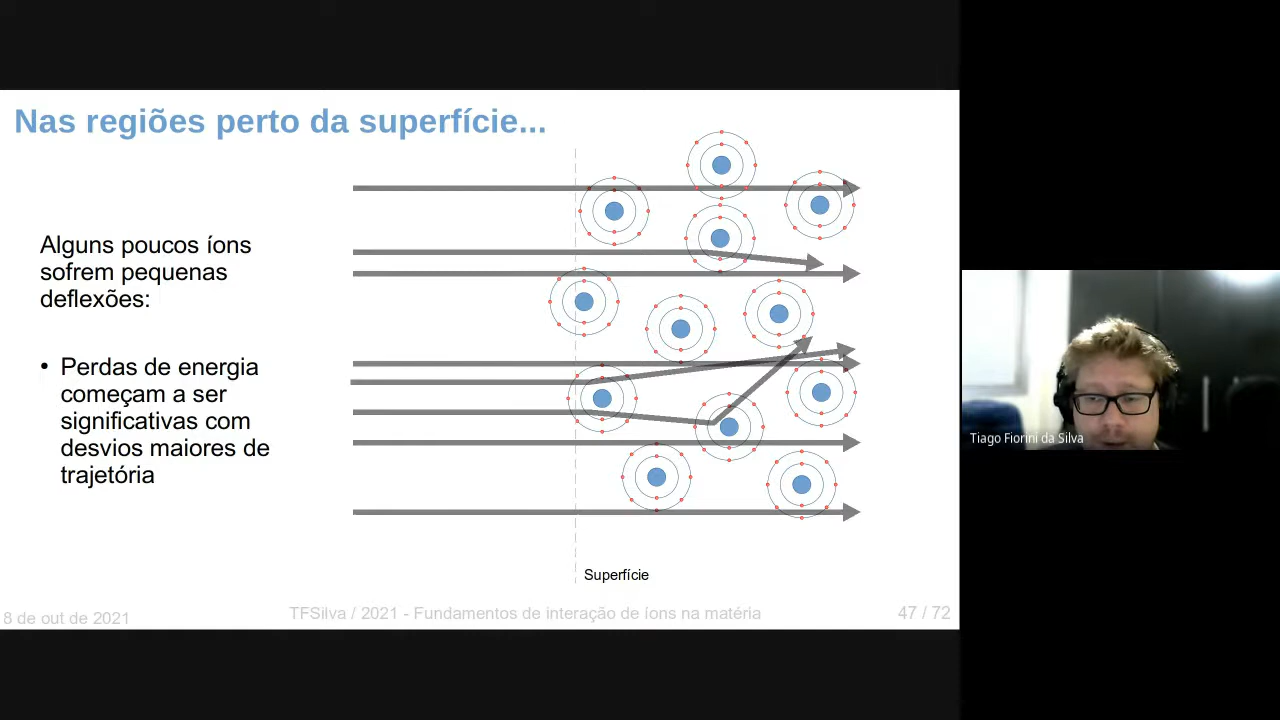 Nas regiões perto da superfície...
Alguns poucos íons
sofrem pequenas
deflexões:
• Perdas de energia
começam a ser
significativas com
desvios maiores de
trajetória
Superfície
8 de out de 2021
TFSilva / 2021 - Fundamentos de interação de íons na matéria
47 / 72
Tiago Fiorini da Silva